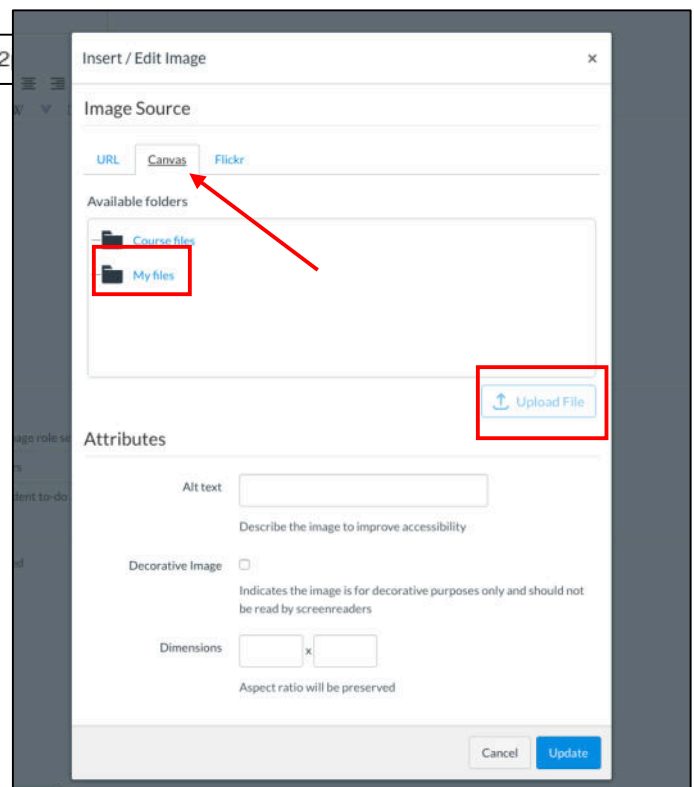 2
Insert / Edit Image ×
Image Source
URL Canvas Flickr
Available folders
Course files
My files
Upload File
Attributes
Alt text
Describe the image to improve accessibility
Decorative Image
Indicates the image is for decorative purposes only and should not
be read by screenreaders
Dimensions x
Aspect ratio will be preserved
Cancel Update